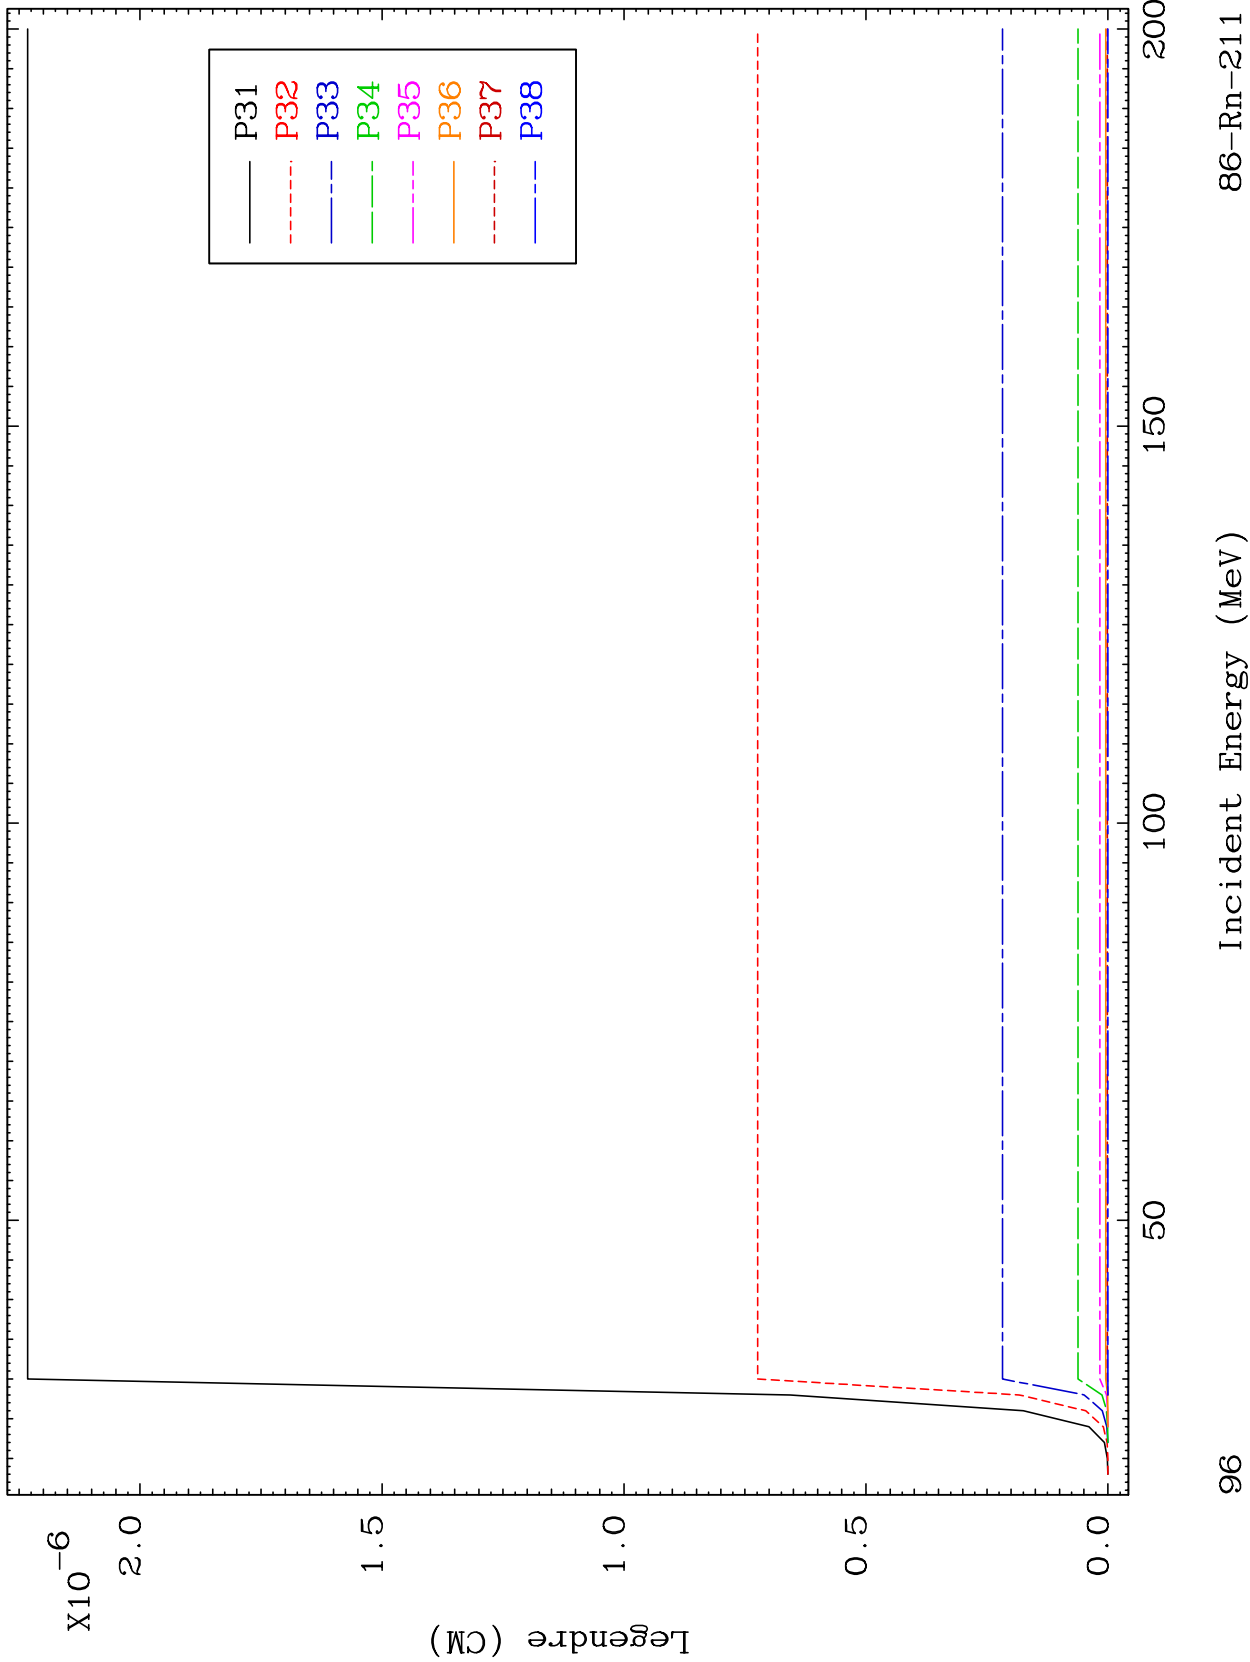 X10-6
2.0
1.5
1.0
0.5
0.0
Legendre (CM)
P31
P32
P33
P34
P35
P36
P37
P38
50
100
150
200
Incident Energy (MeV)
96
86-Rn-211